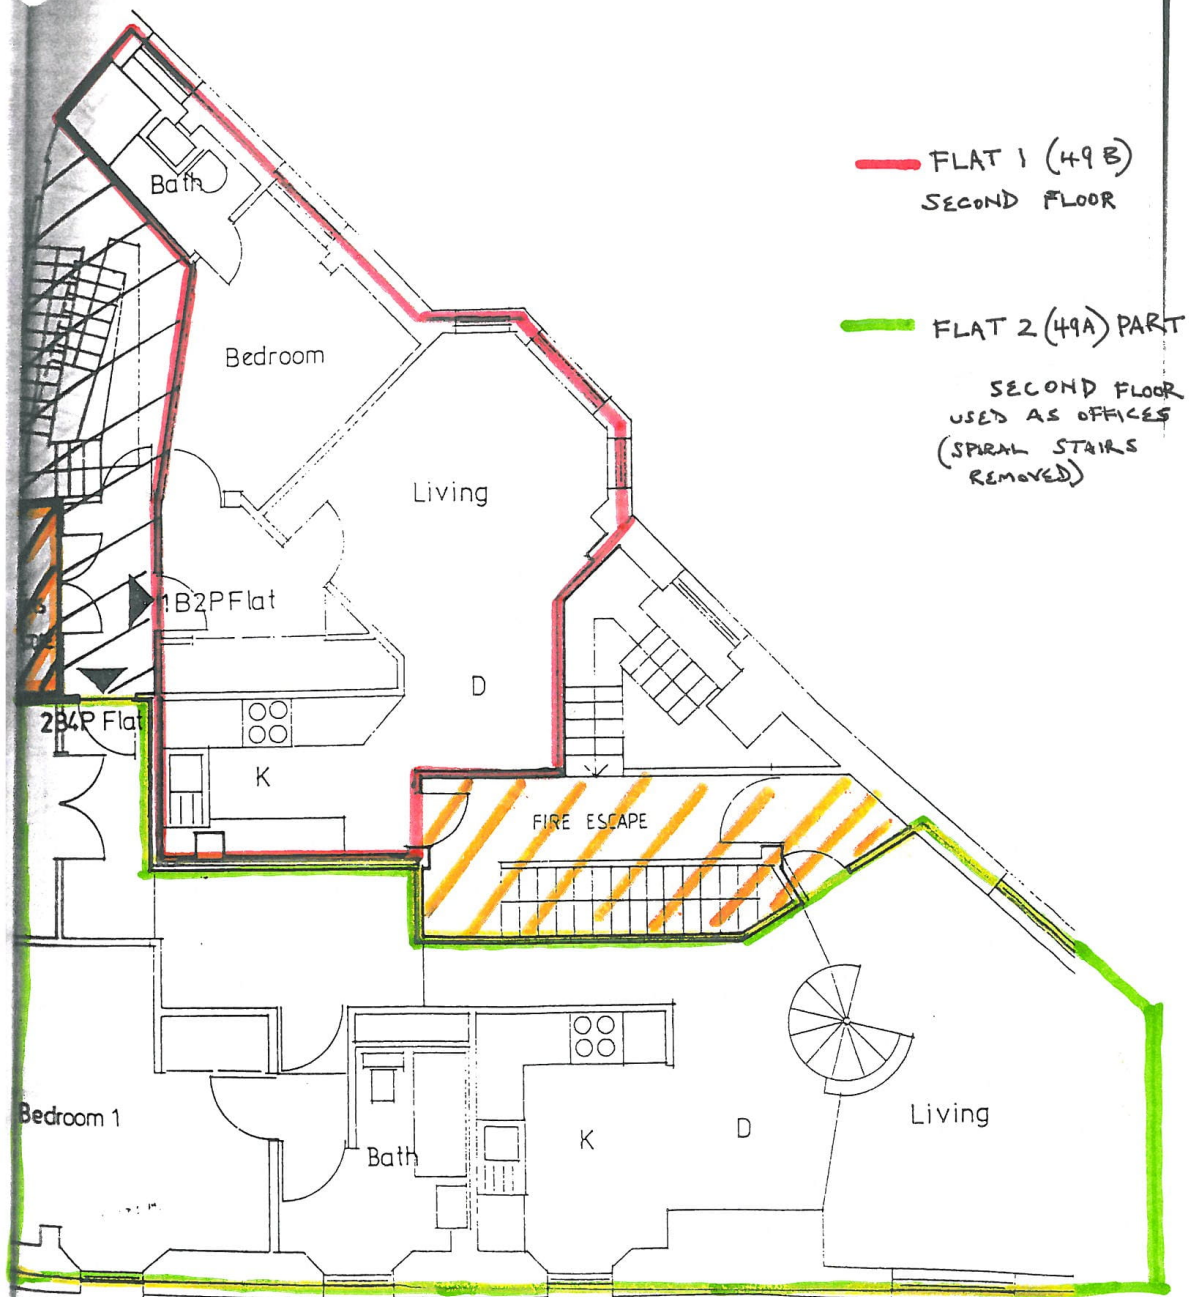 FLAT 1 (49 B)
SECOND FLOOR
FLAT 2 (49A) PART
SECOND FLOOR
USED AS OFFICES
(SPIRAL STAIRS
REMOVED)
Bath
Bedroom
Living
1B2P Flat
D
2B4P Flat
K
FIRE ESCAPE
Bedroom 1
Bath
K
D
Living